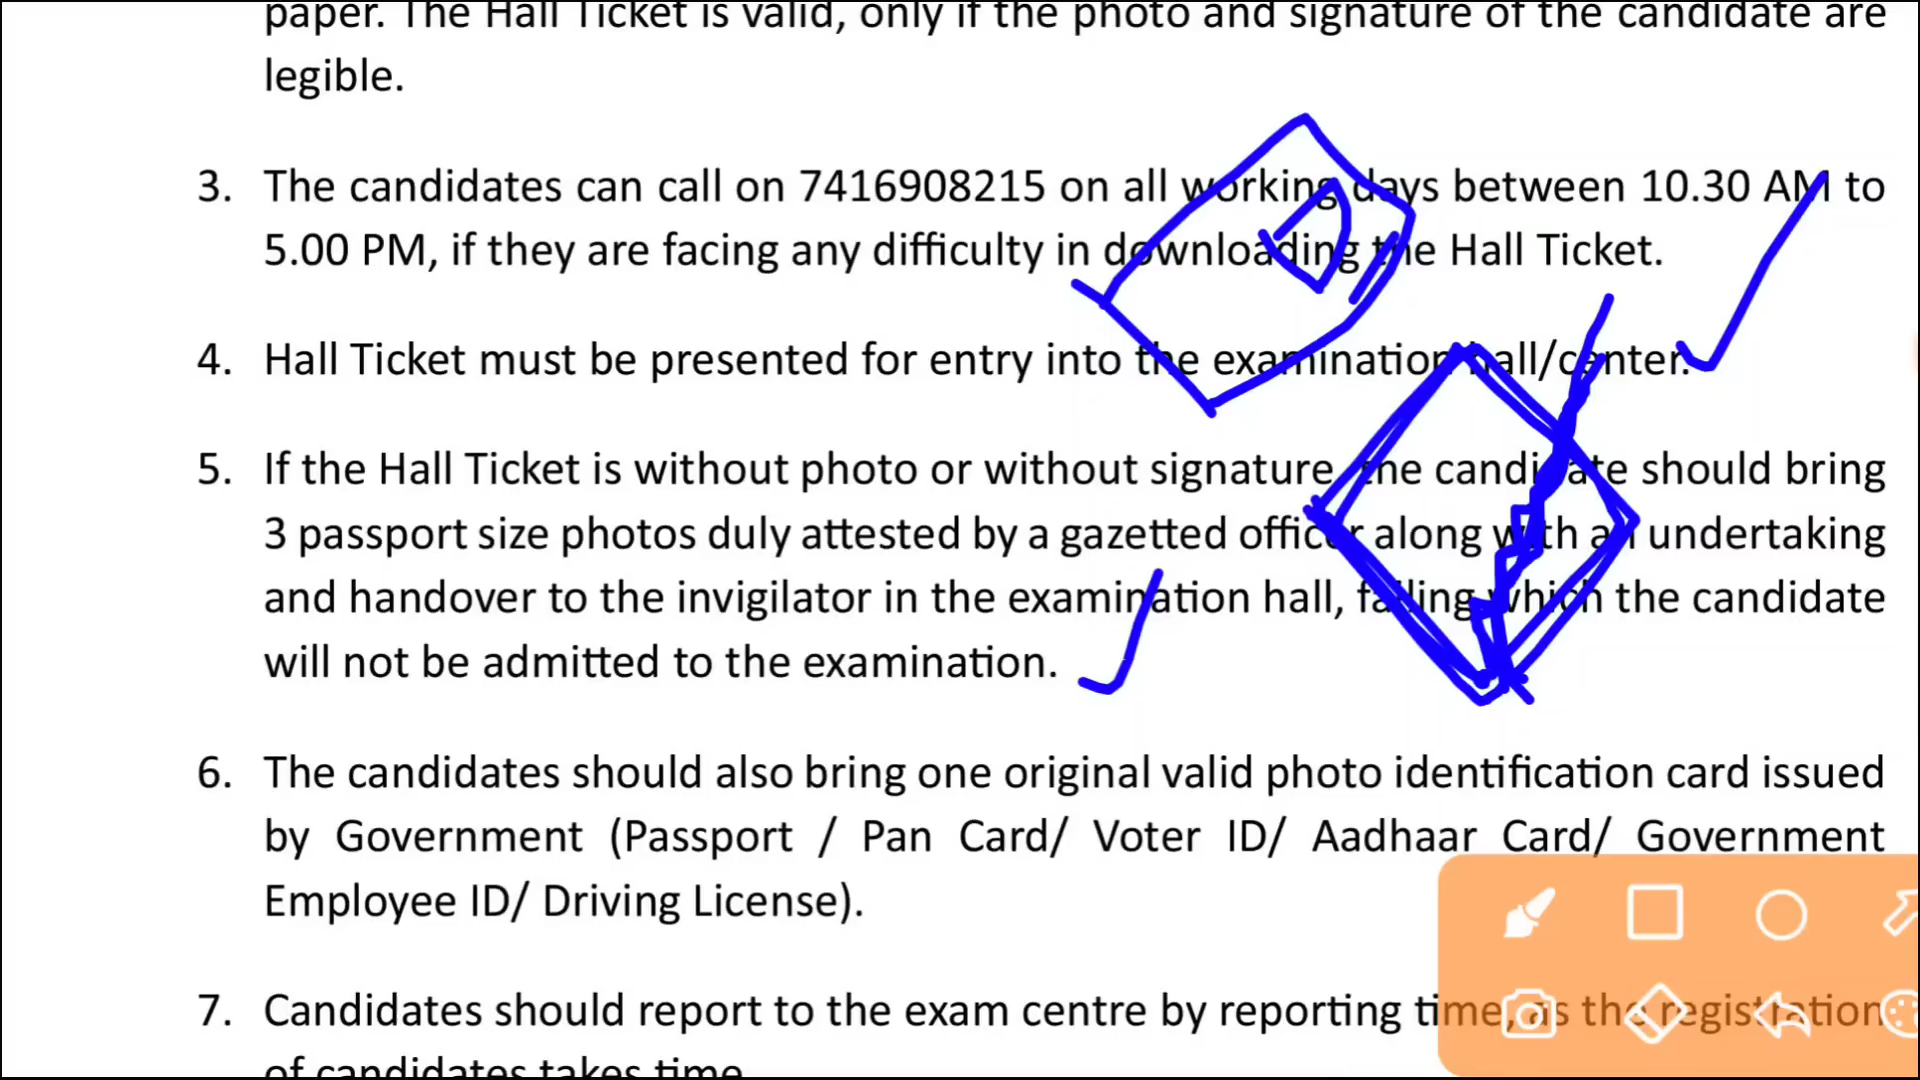 paper. The Hall Ticket is valid, only if the photo and signature of the candidate are
legible.
3. The candidates can call on 7416908215 on all working days between 10.30 AM to
5.00 PM, if they are facing any difficulty in downloading the Hall Ticket.
4. Hall Ticket must be presented for entry into the examination hall/center.
5. If the Hall Ticket is without photo or without signature, the candidate should bring
3 passport size photos duly attested by a gazetted officer along with an undertaking
and handover to the invigilator in the examination hall, failing which the candidate
will not be admitted to the examination.
6. The candidates should also bring one original valid photo identification card issued
by Government (Passport / Pan Card/ Voter ID/ Aadhaar Card/ Government
Employee ID/ Driving License).
7. Candidates should report to the exam centre by reporting time, as the registration
of candidates takes time.